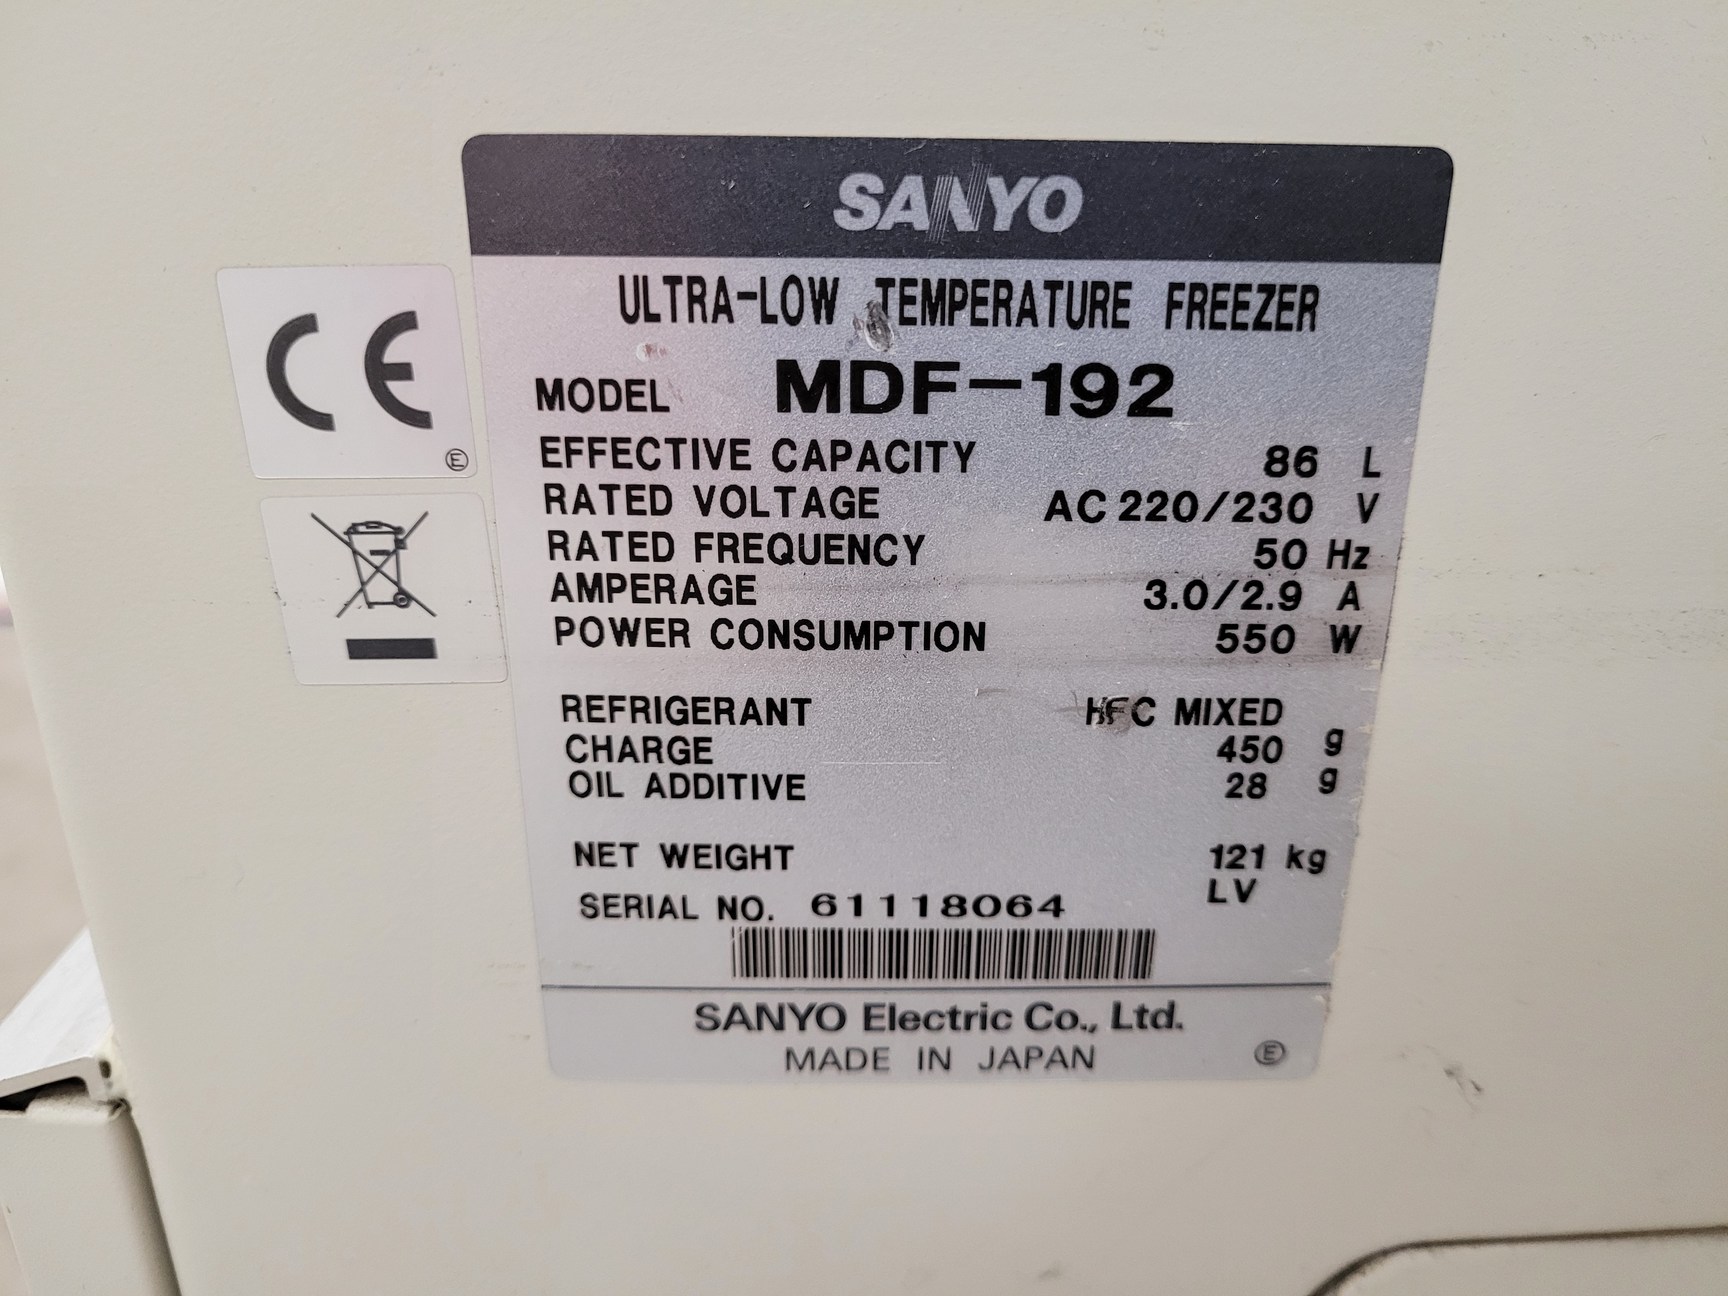 SANYO
ULTRA-LOW TEMPERATURE FREEZER
MODEL MDF-192
EFFECTIVE CAPACITY 86 L
RATED VOLTAGE AC 220/230 V
RATED FREQUENCY 50 Hz
AMPERAGE 3.0/2.9 A
POWER CONSUMPTION 550 W
REFRIGERANT HFC MIXED
CHARGE 450 g
OIL ADDITIVE 28 g
NET WEIGHT 121 kg
LV
SERIAL NO. 61118064
SANYO Electric Co., Ltd.
MADE IN JAPAN Ⓔ
CE
Ⓔ